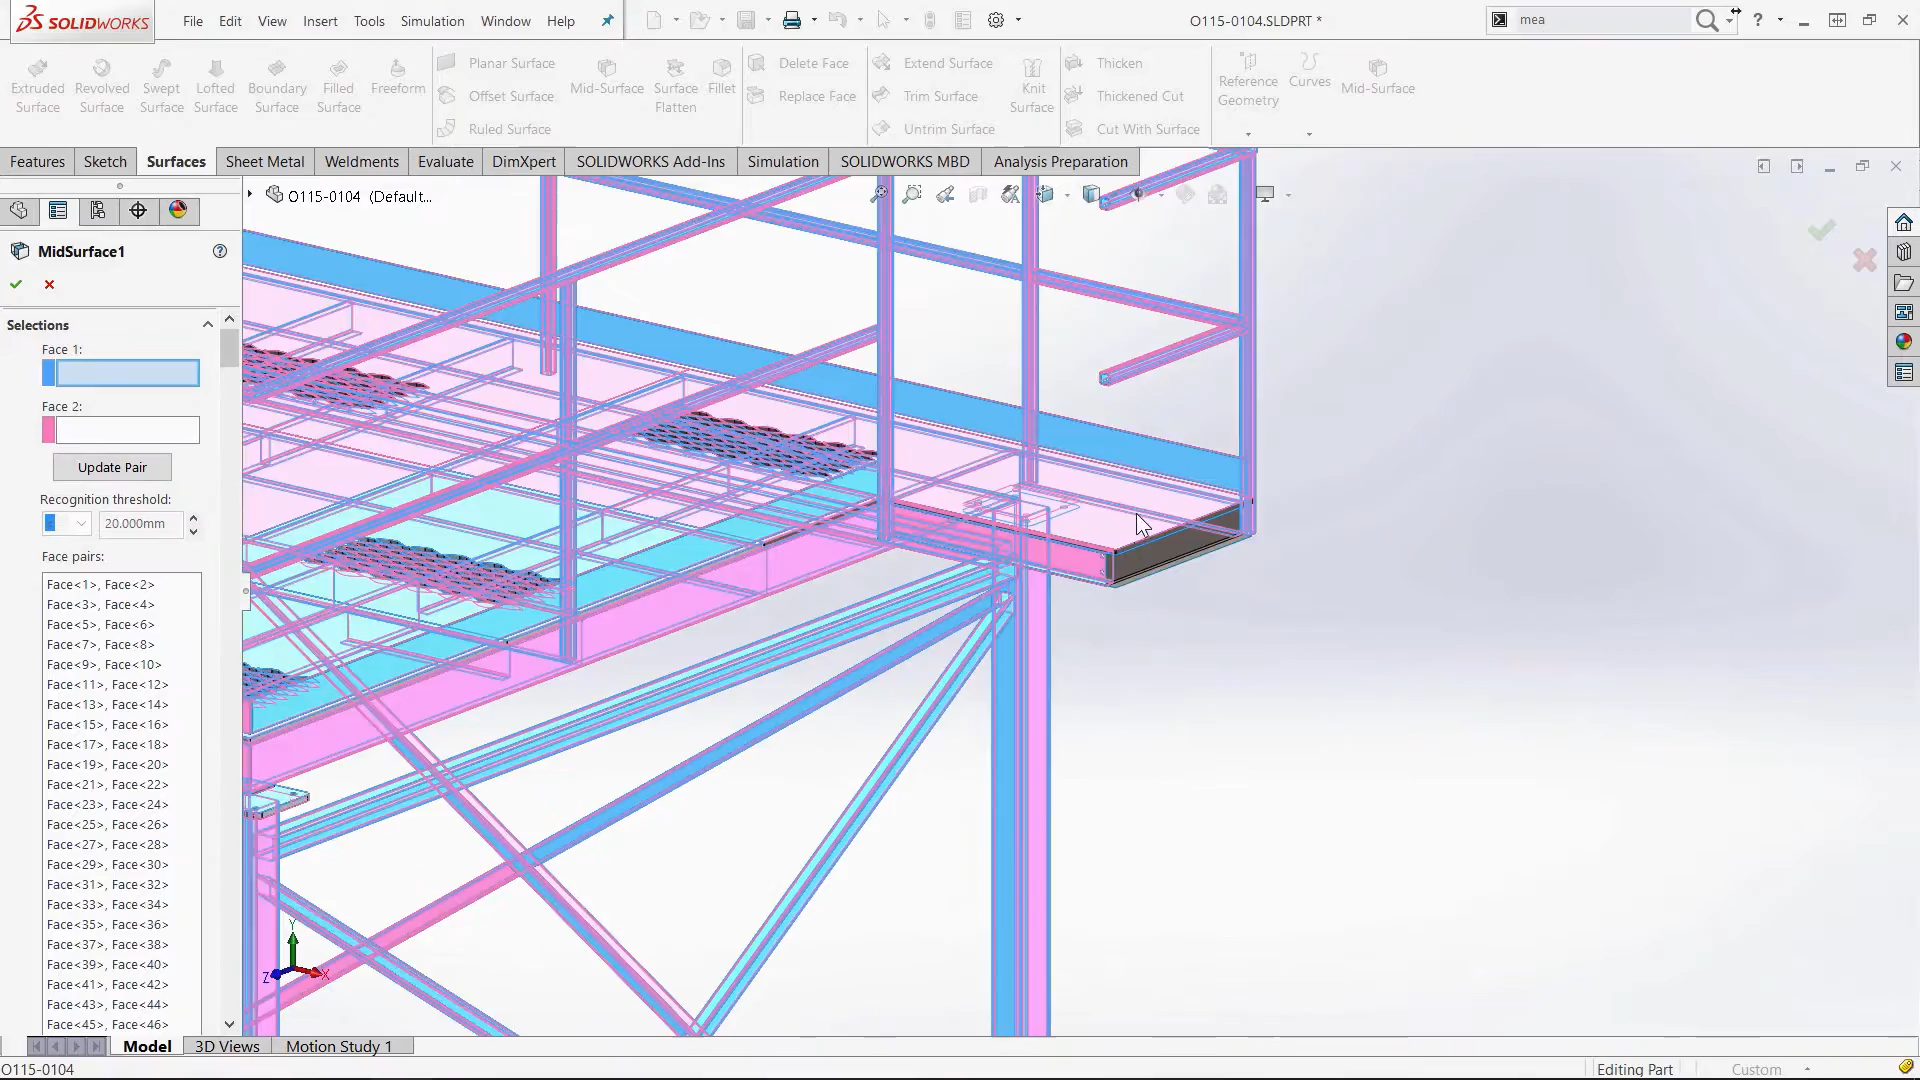 SOLIDWORKS
File Edit View Insert Tools Simulation Window Help
O115-0104.SLDPRT *
mea
?
Extruded Surface
Revolved Surface
Swept Surface
Lofted Surface
Boundary Surface
Filled Surface
Freeform
Planar Surface
Offset Surface
Ruled Surface
Mid-Surface
Surface Flatten
Fillet
Delete Face
Replace Face
Extend Surface
Trim Surface
Untrim Surface
Knit Surface
Thicken
Thickened Cut
Cut With Surface
Reference Geometry
Curves
Mid-Surface
Features Sketch Surfaces Sheet Metal Weldments Evaluate DimXpert SOLIDWORKS Add-Ins Simulation SOLIDWORKS MBD Analysis Preparation
O115-0104 (Default...
MidSurface1
?
Selections
Face 1:
Face 2:
Update Pair
Recognition threshold:
20.000mm
Face pairs:
Face<1>, Face<2>
Face<3>, Face<4>
Face<5>, Face<6>
Face<7>, Face<8>
Face<9>, Face<10>
Face<11>, Face<12>
Face<13>, Face<14>
Face<15>, Face<16>
Face<17>, Face<18>
Face<19>, Face<20>
Face<21>, Face<22>
Face<23>, Face<24>
Face<25>, Face<26>
Face<27>, Face<28>
Face<29>, Face<30>
Face<31>, Face<32>
Face<33>, Face<34>
Face<35>, Face<36>
Face<37>, Face<38>
Face<39>, Face<40>
Face<41>, Face<42>
Face<43>, Face<44>
Face<45>, Face<46>
Y
Z
X
Model 3D Views Motion Study 1
O115-0104
Editing Part
Custom